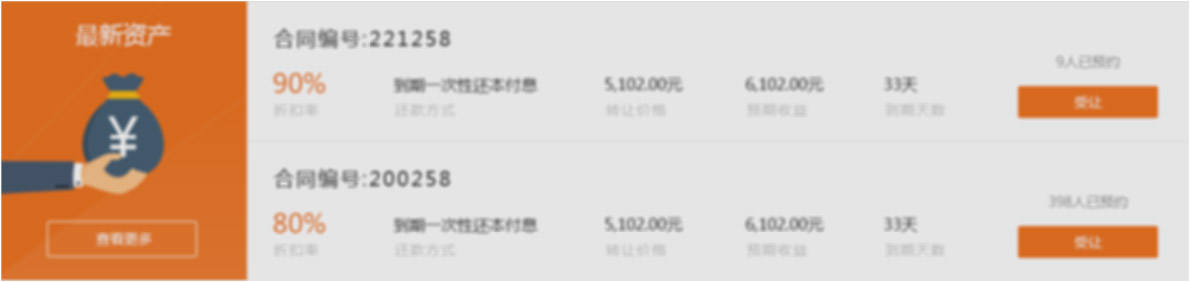 最新资产
¥
查看更多
合同编号:221258
90% 到期一次性还本付息 5,102.00元 6,102.00元 33天
折扣率 还款方式 转让价格 预期收益 到期天数
9人已预约
受让
合同编号:200258
80% 到期一次性还本付息 5,102.00元 6,102.00元 33天
折扣率 还款方式 转让价格 预期收益 到期天数
398人已预约
受让